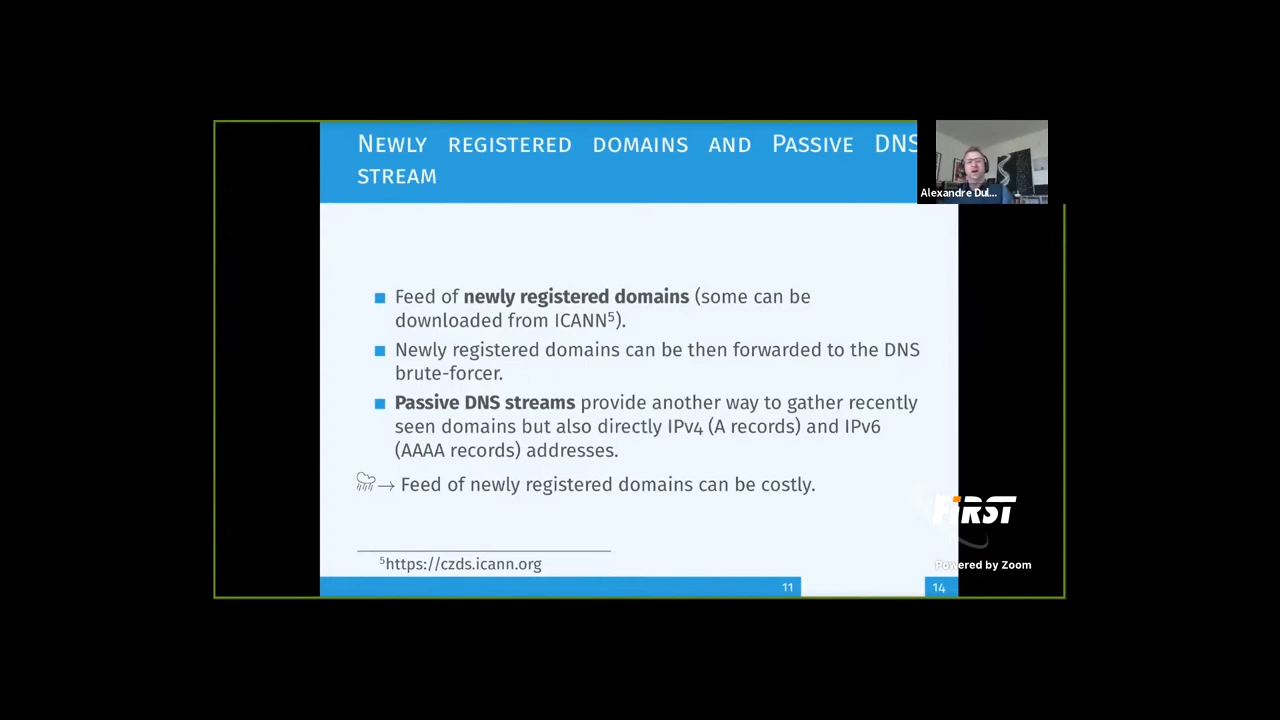 Newly registered domains and Passive DNS
stream
Alexandre Dul...
■ Feed of newly registered domains (some can be
downloaded from ICANN⁵).
■ Newly registered domains can be then forwarded to the DNS
brute-forcer.
■ Passive DNS streams provide another way to gather recently
seen domains but also directly IPv4 (A records) and IPv6
(AAAA records) addresses.
→ Feed of newly registered domains can be costly.
FiRST
⁵https://czds.icann.org
Powered by Zoom
11
14